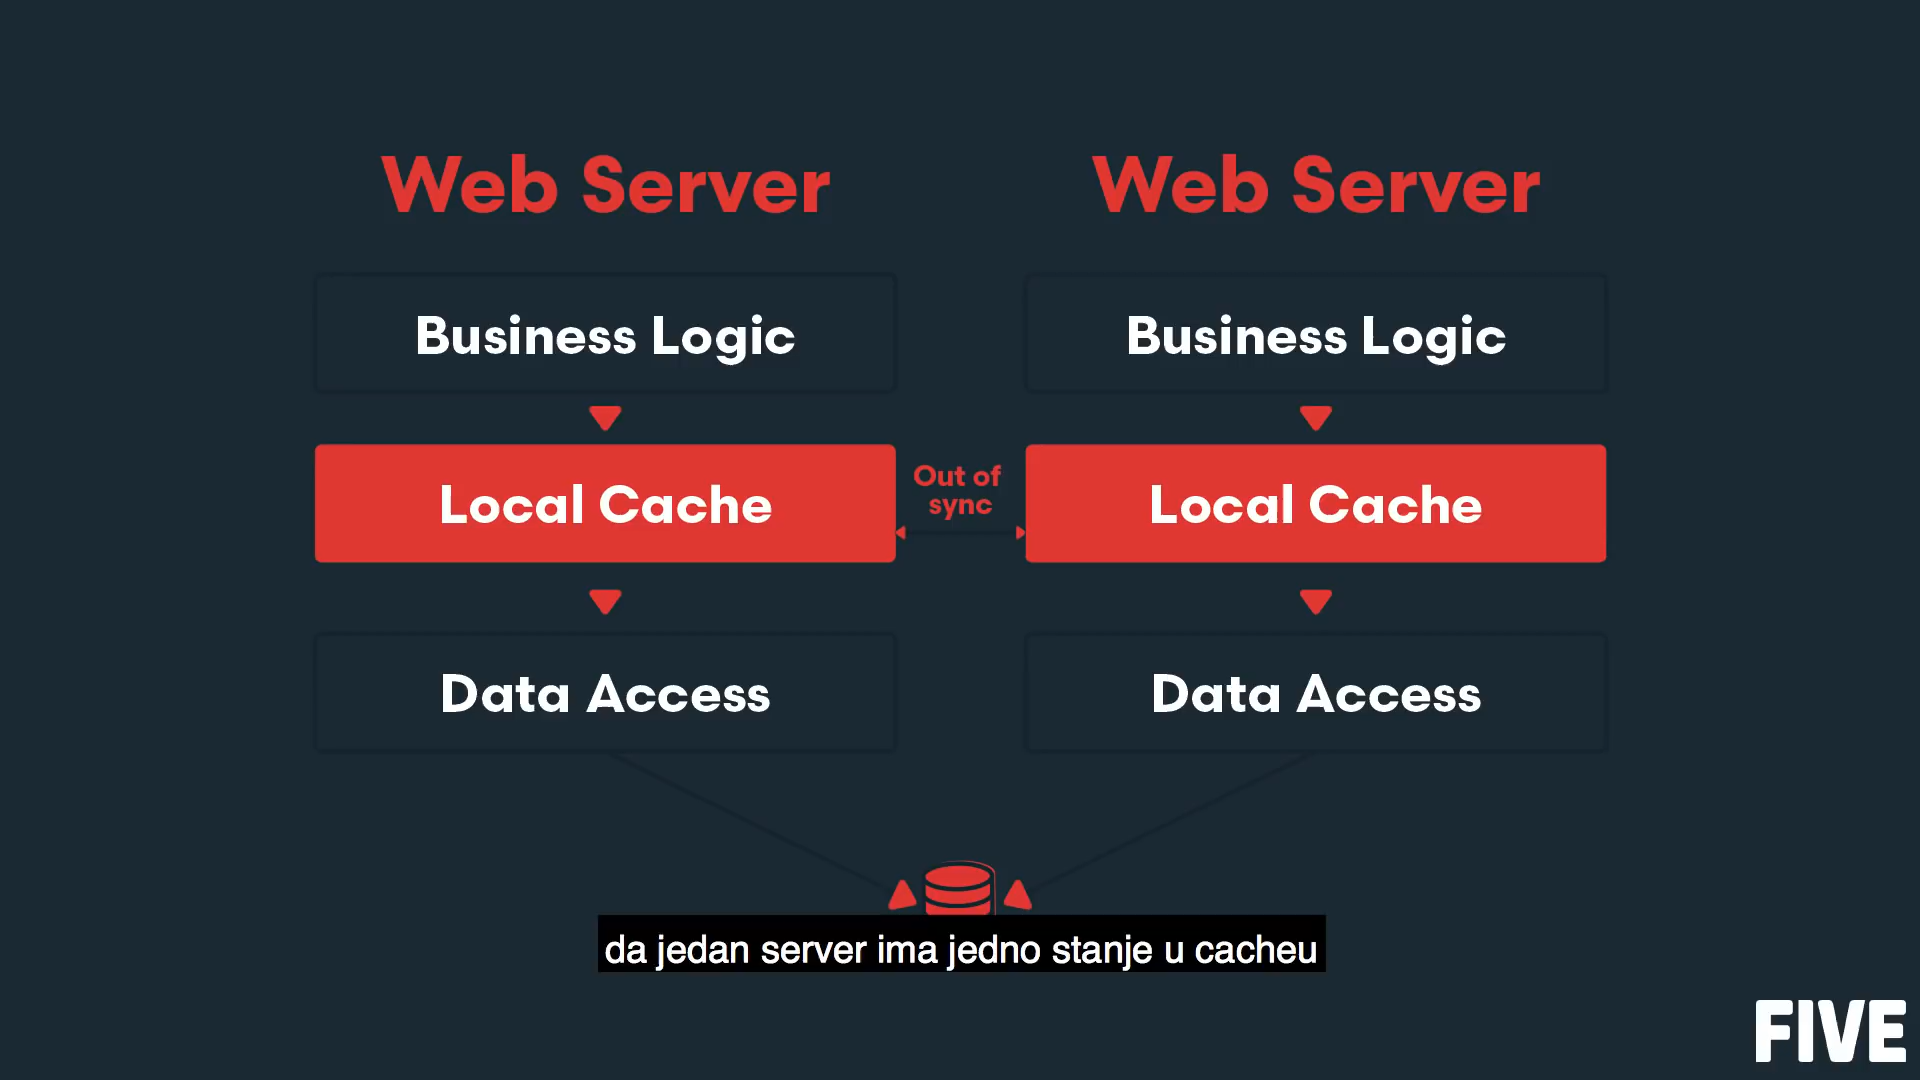 Web Server
Web Server
Business Logic
Business Logic
Local Cache
Out of
sync
Local Cache
Data Access
Data Access
da jedan server ima jedno stanje u cacheu
FIVE